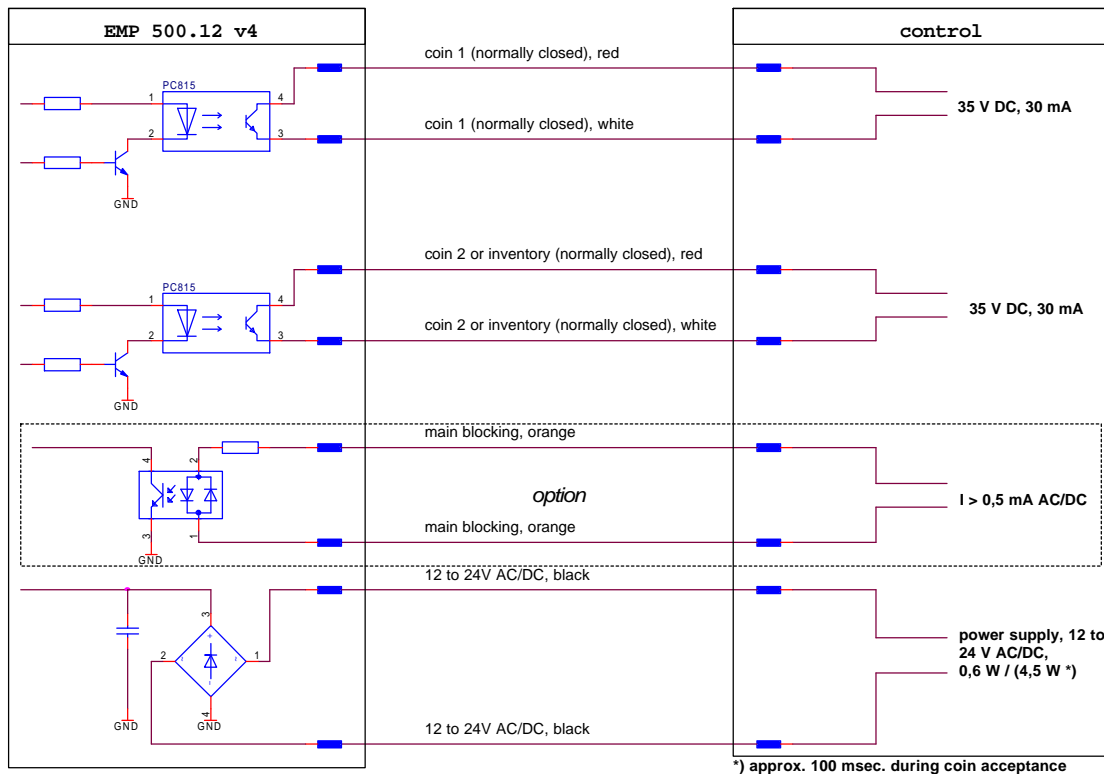 EMP 500.12 v4
control
coin 1 (normally closed), red
PC815
1
4
35 V DC, 30 mA
2
3
coin 1 (normally closed), white
GND
coin 2 or inventory (normally closed), red
PC815
1
4
35 V DC, 30 mA
2
3
coin 2 or inventory (normally closed), white
GND
main blocking, orange
4
2
option
I > 0,5 mA AC/DC
3
1
main blocking, orange
GND
12 to 24V AC/DC, black
3
+
2
~
~
1
-
4
power supply, 12 to
24 V AC/DC,
0,6 W / (4,5 W *)
GND
GND
12 to 24V AC/DC, black
*) approx. 100 msec. during coin acceptance